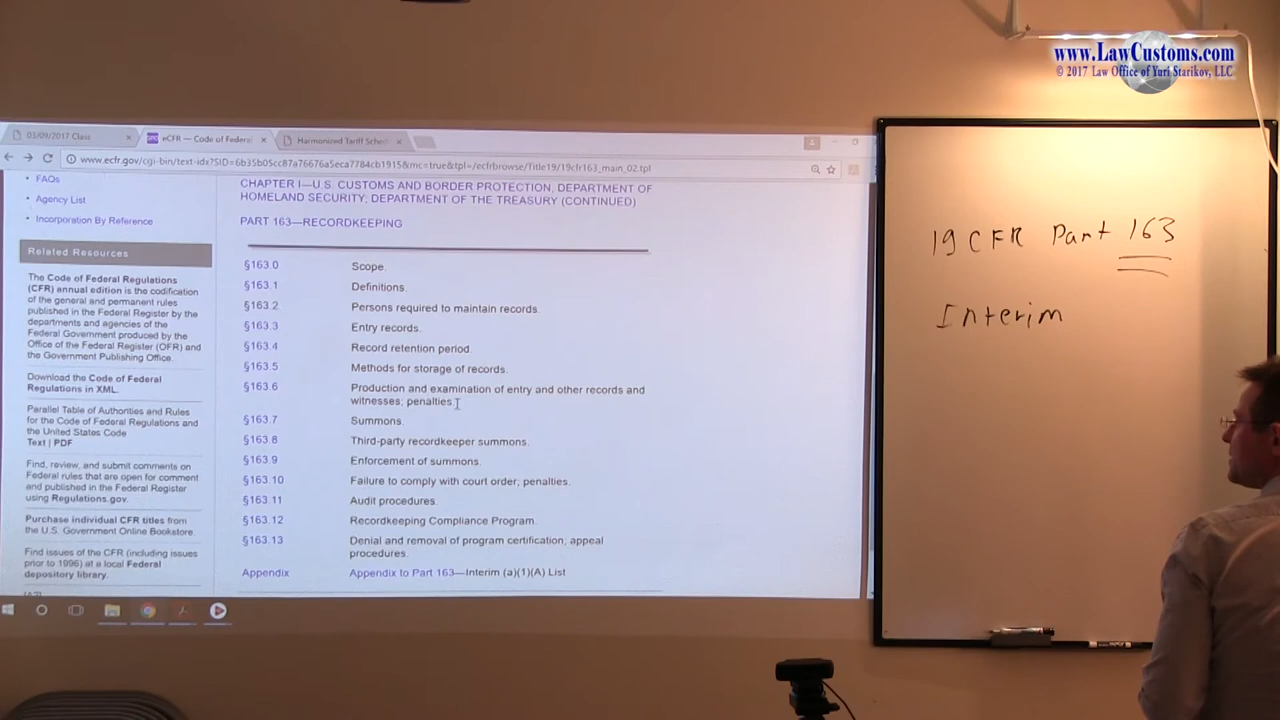 www.LawCustoms.com
© 2017 Law Office of Yuri Starikov, LLC
03/09/2017 Class
eCFR — Code of Federal
Harmonized Tariff Sched
www.ecfr.gov/cgi-bin/text-idx?SID=6b35b05cc87a76676a5eca7784cb1915&mc=true&tpl=/ecfrbrowse/Title19/19cfr163_main_02.tpl
FAQs
Agency List
Incorporation By Reference
Related Resources
The Code of Federal Regulations
(CFR) annual edition is the codification
of the general and permanent rules
published in the Federal Register by the
departments and agencies of the
Federal Government produced by the
Office of the Federal Register (OFR) and
the Government Publishing Office.
Download the Code of Federal
Regulations in XML.
Parallel Table of Authorities and Rules
for the Code of Federal Regulations and
the United States Code
Text | PDF
Find, review, and submit comments on
Federal rules that are open for comment
and published in the Federal Register
using Regulations.gov.
Purchase individual CFR titles from
the U.S. Government Online Bookstore.
Find issues of the CFR (including issues
prior to 1996) at a local Federal
depository library.
CHAPTER I—U.S. CUSTOMS AND BORDER PROTECTION, DEPARTMENT OF
HOMELAND SECURITY; DEPARTMENT OF THE TREASURY (CONTINUED)
PART 163—RECORDKEEPING
§163.0 Scope.
§163.1 Definitions.
§163.2 Persons required to maintain records.
§163.3 Entry records.
§163.4 Record retention period.
§163.5 Methods for storage of records.
§163.6 Production and examination of entry and other records and
witnesses; penalties.
§163.7 Summons.
§163.8 Third-party recordkeeper summons.
§163.9 Enforcement of summons.
§163.10 Failure to comply with court order; penalties.
§163.11 Audit procedures.
§163.12 Recordkeeping Compliance Program.
§163.13 Denial and removal of program certification; appeal
procedures.
Appendix Appendix to Part 163—Interim (a)(1)(A) List
19 CFR Part 163
Interim